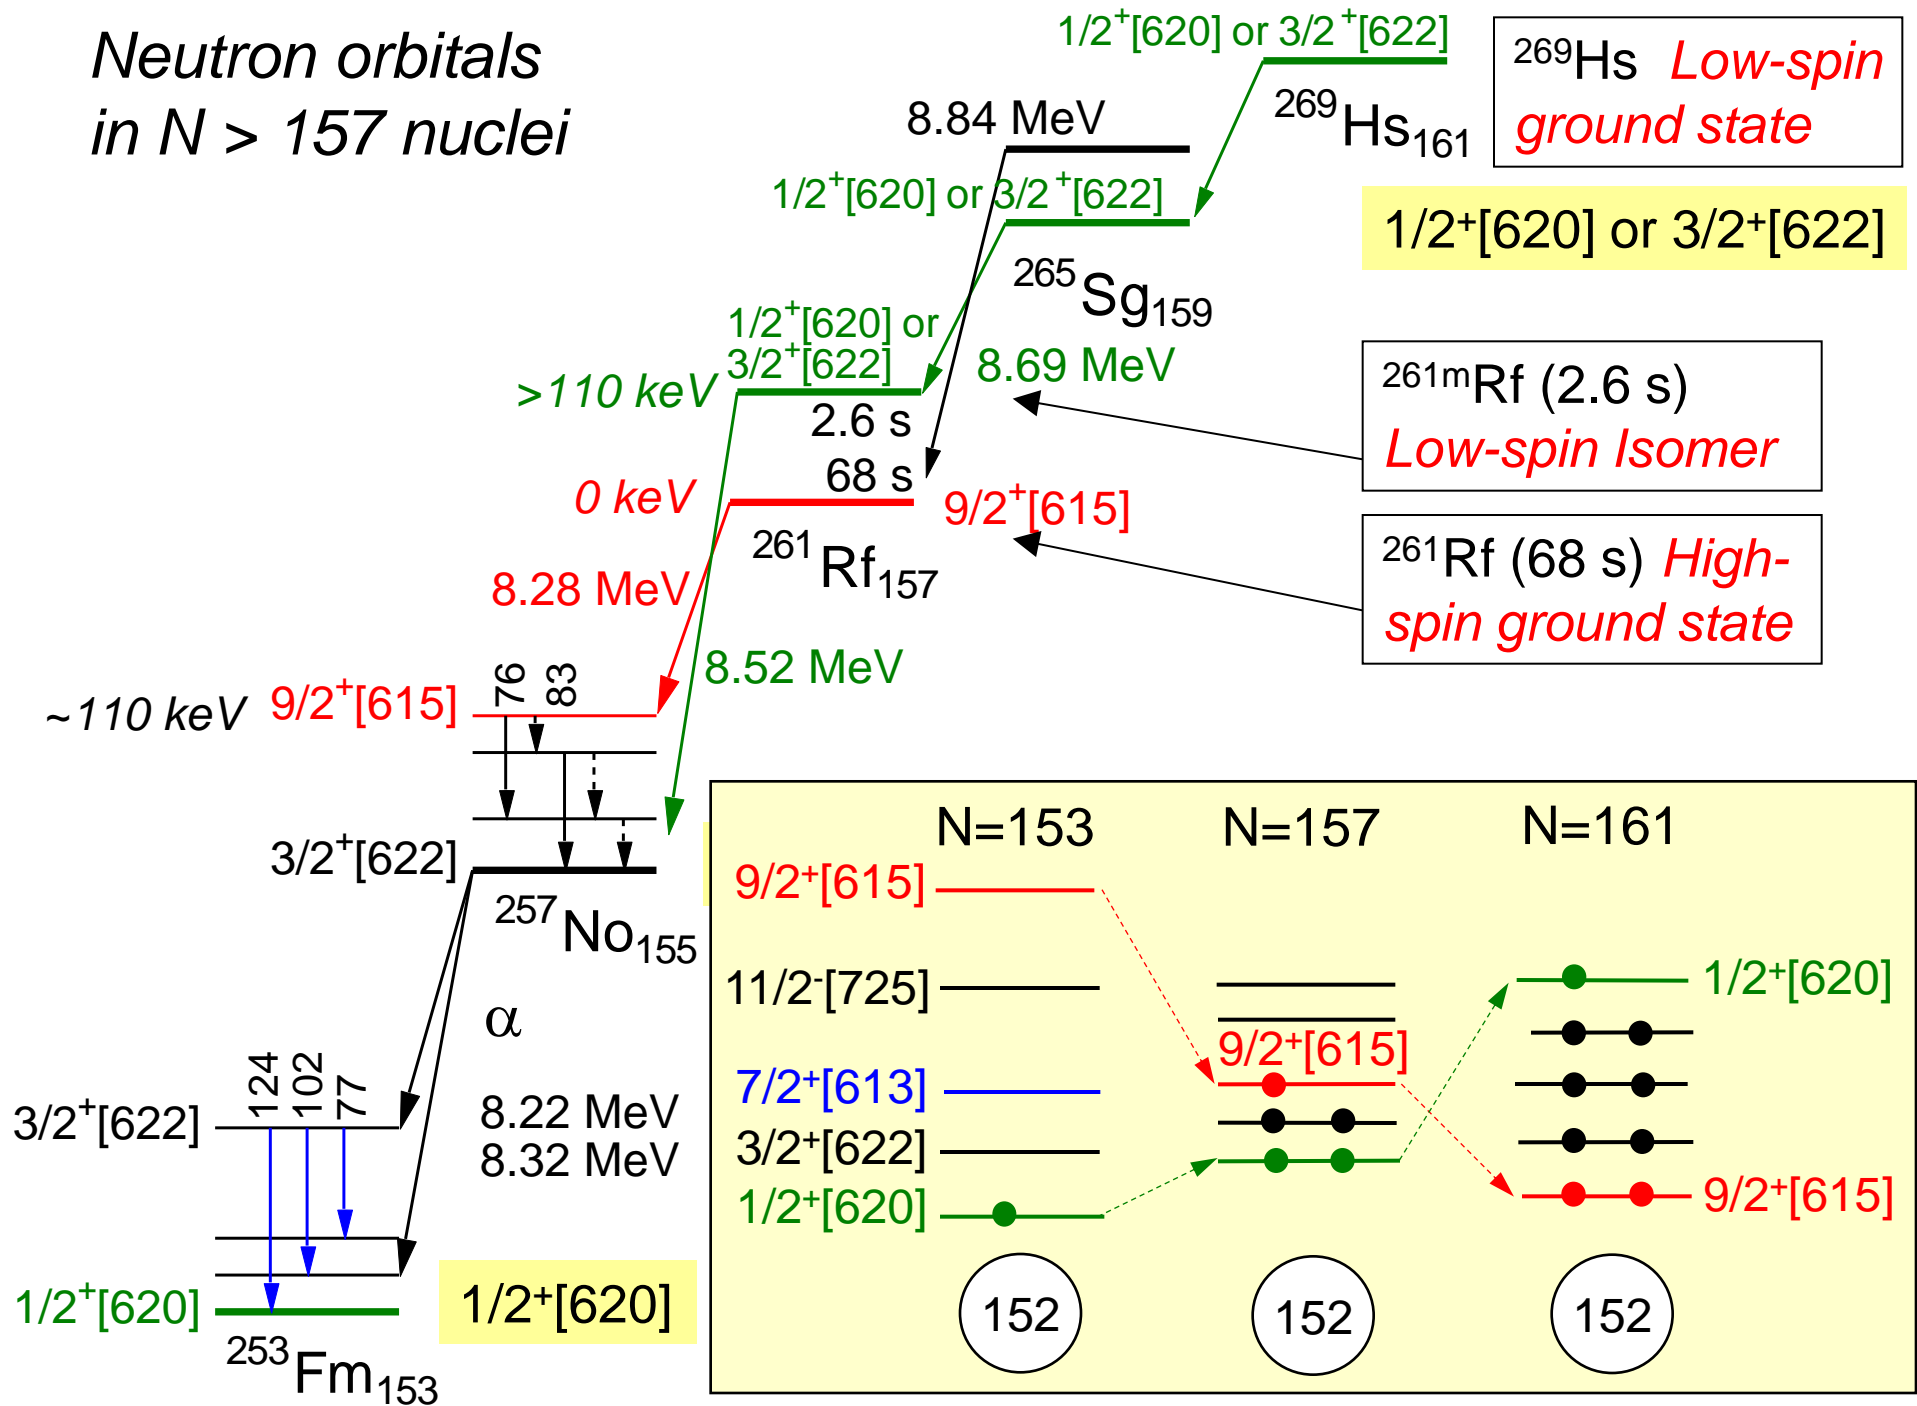 Neutron orbitals
in N > 157 nuclei
1/2⁺[620] or 3/2⁺[622]
²⁶⁹Hs₁₆₁
²⁶⁹Hs Low-spin
ground state
1/2⁺[620] or 3/2⁺[622]
8.84 MeV
1/2⁺[620] or 3/2⁺[622]
²⁶⁵Sg₁₅₉
8.69 MeV
1/2⁺[620] or
3/2⁺[622]
>110 keV
2.6 s
68 s
0 keV
9/2⁺[615]
²⁶¹Rf₁₅₇
²⁶¹ᵐRf (2.6 s)
Low-spin Isomer
²⁶¹Rf (68 s) High-
spin ground state
8.28 MeV
8.52 MeV
~110 keV
9/2⁺[615]
76
83
3/2⁺[622]
²⁵⁷No₁₅₅
α
8.22 MeV
8.32 MeV
124
102
77
3/2⁺[622]
1/2⁺[620]
²⁵³Fm₁₅₃
1/2⁺[620]
N=153
N=157
N=161
9/2⁺[615]
11/2⁻[725]
7/2⁺[613]
3/2⁺[622]
1/2⁺[620]
9/2⁺[615]
1/2⁺[620]
9/2⁺[615]
152
152
152